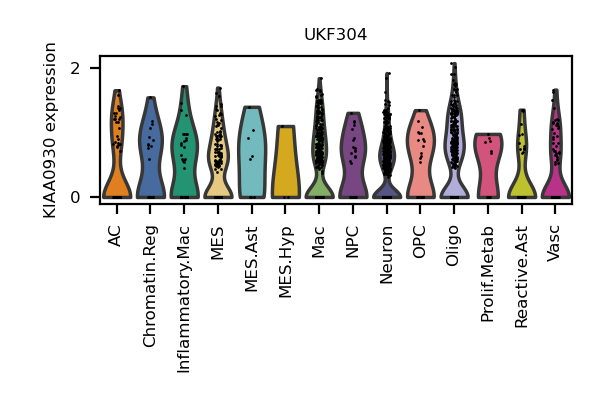 UKF304
KIAA0930 expression
2
0
AC
Chromatin.Reg
Inflammatory.Mac
MES
MES.Ast
MES.Hyp
Mac
NPC
Neuron
OPC
Oligo
Prolif.Metab
Reactive.Ast
Vasc